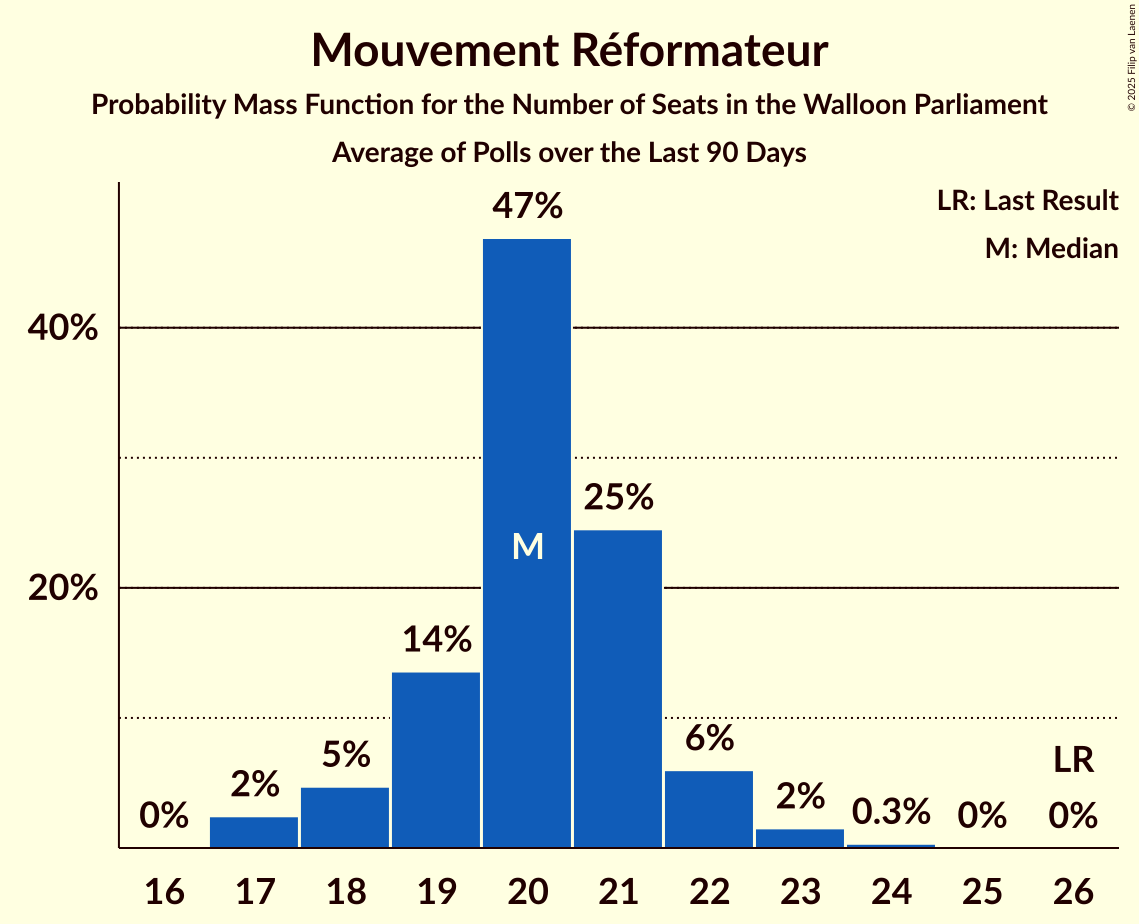 Mouvement Réformateur
Probability Mass Function for the Number of Seats in the Walloon Parliament
Average of Polls over the Last 90 Days
© 2025 Filip van Laenen
LR: Last Result
M: Median
47%
40%
25%
M
20%
14%
6%
5%
LR
2%
2%
0%
0.3%
0%
0%
16 17 18 19 20 21 22 23 24 25 26